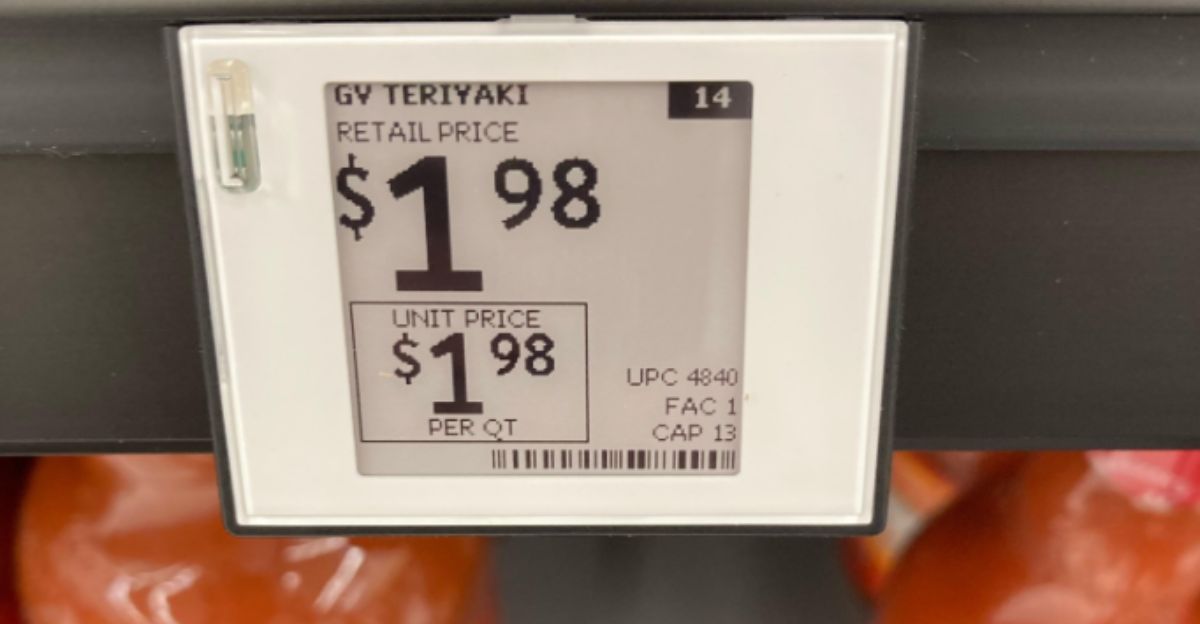 GV TERIYAKI 14
RETAIL PRICE
$1 98
UNIT PRICE
$1 98
PER QT
UPC 4840
FAC 1
CAP 13